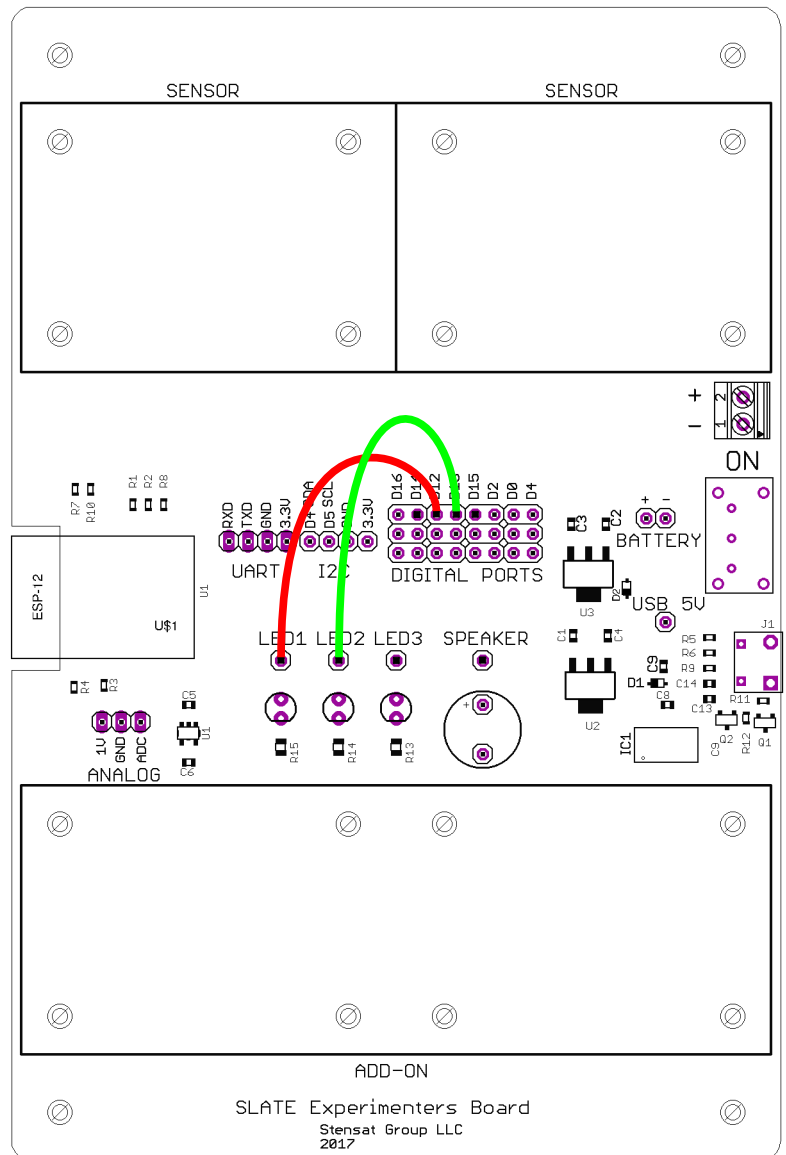 SENSOR SENSOR
+ 2
- 1
ON
D16 D14 D12 D13 D15 D2 D0 D4
R7 R10 R1 R2 R8
RXD TXD GND 3.3V D4 SDA D5 SCL GND 3.3V
C3 C2 + -
BATTERY
UART I2C DIGITAL PORTS
ESP-12 U1
U$1
U3 D2 USB 5V
J1
LED1 LED2 LED3 SPEAKER
C1 C4 R5
R6
C9 R9
R4 R3 D1 C14
C5 C8 C13 R11
+
1V GND ADC U1 U2 Q2 R12 Q1
R15 R14 R13 IC1 C9
ANALOG C6
ADD-ON
SLATE Experimenters Board
Stensat Group LLC
2017